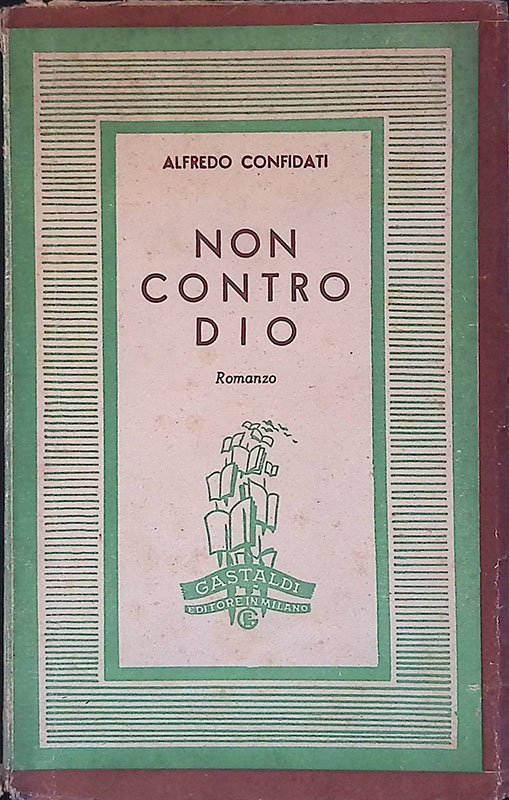 ALFREDO CONFIDATI
NON
CONTRO
DIO
Romanzo
GASTALDI
EDITORE IN MILANO